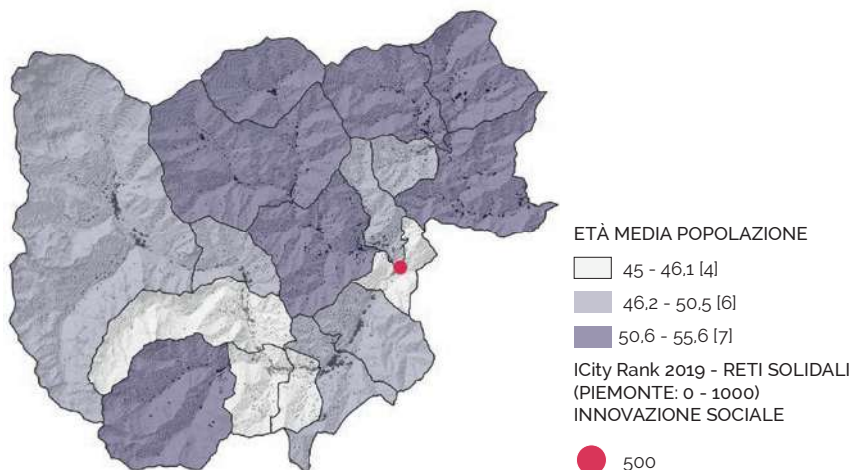 ETÀ MEDIA POPOLAZIONE
45 - 46,1 [4]
46,2 - 50,5 [6]
50,6 - 55,6 [7]
ICity Rank 2019 - RETI SOLIDALI
(PIEMONTE: 0 - 1000)
INNOVAZIONE SOCIALE
500